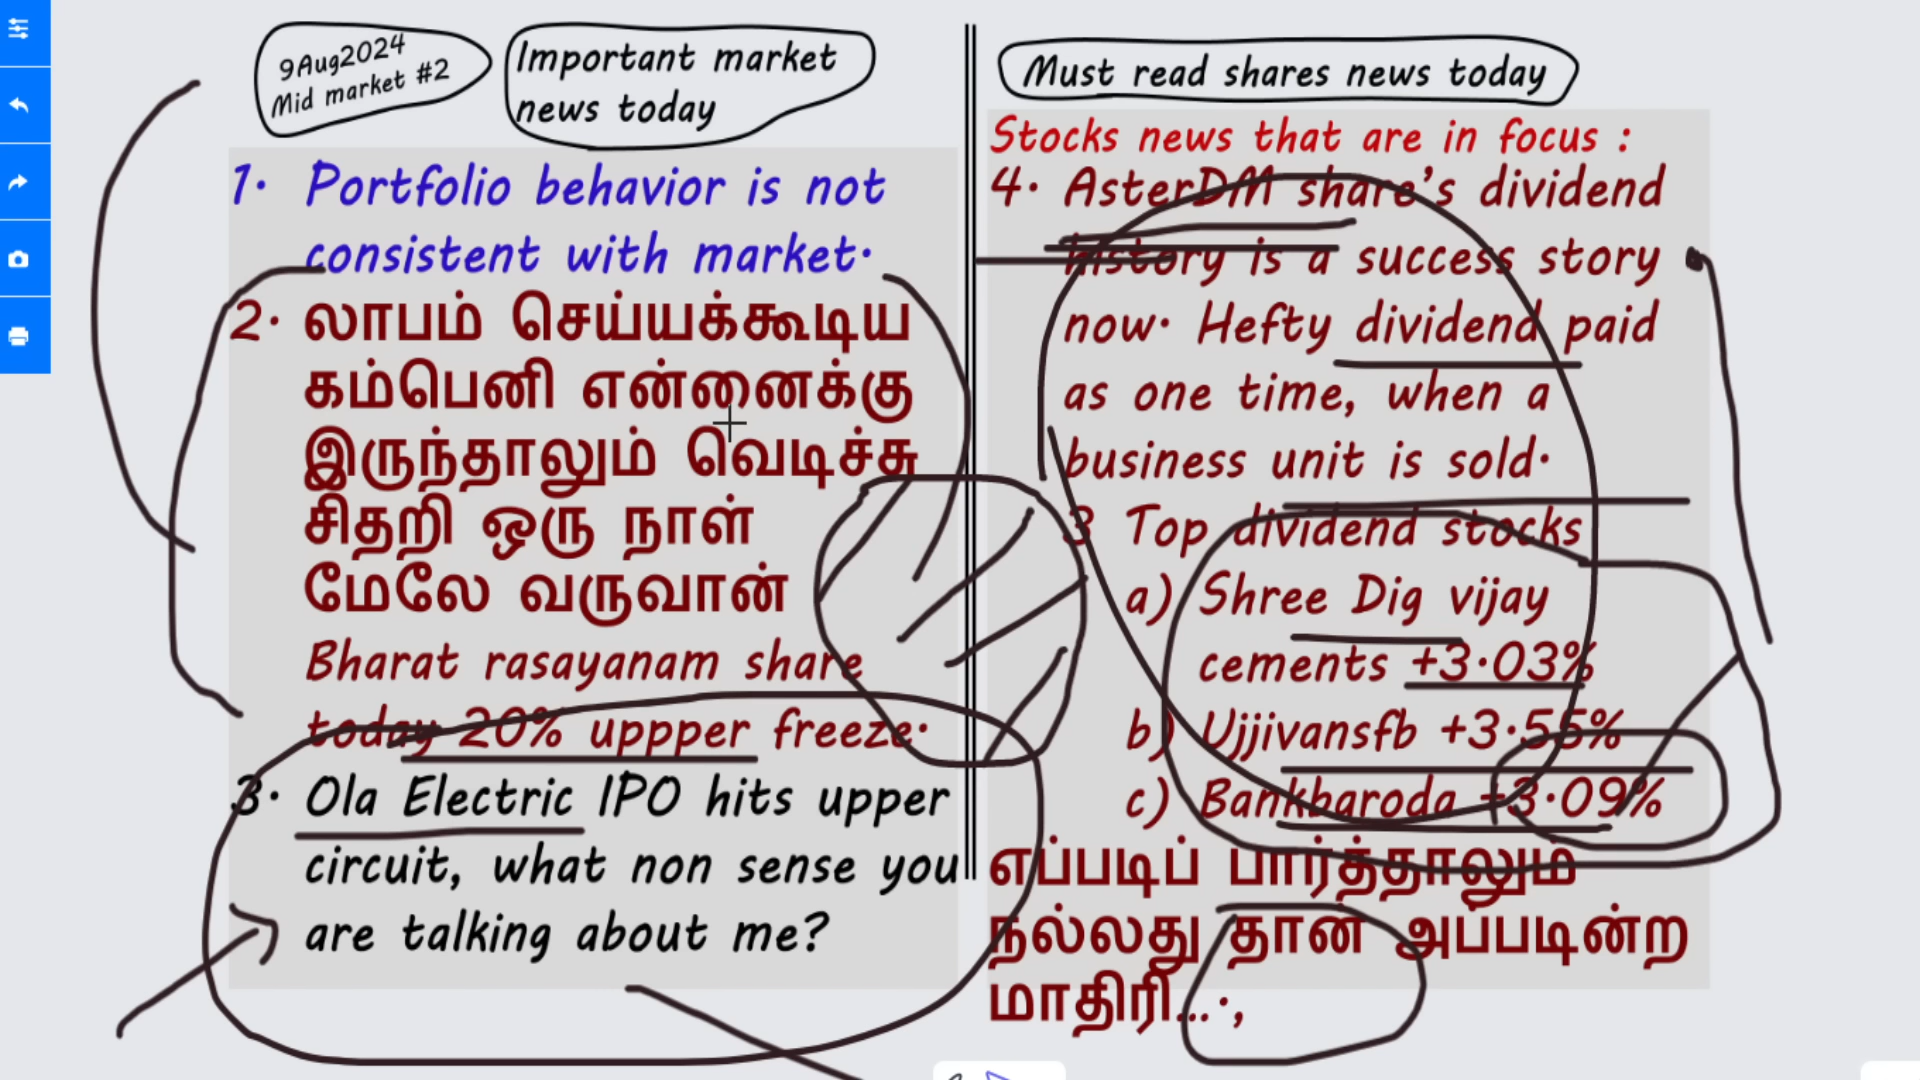 9Aug2024
Mid market #2
Important market
news today
1. Portfolio behavior is not
consistent with market.
2. லாபம் செய்யக்கூடிய
கம்பெனி என்னைக்கு
இருந்தாலும் வெடிச்சு
சிதறி ஒரு நாள்
மேலே வருவான்
Bharat rasayanam share
today 20% uppper freeze.
3. Ola Electric IPO hits upper
circuit, what non sense you
are talking about me?
Must read shares news today
Stocks news that are in focus :
4. AsterDM share's dividend
history is a success story
now. Hefty dividend paid
as one time, when a
business unit is sold.
3 Top dividend stocks
a) Shree Dig vijay
cements +3.03%
b) Ujjivansfb +3.55%
c) Bankbaroda +3.09%
எப்படிப் பார்த்தாலும்
நல்லது தான் அப்படின்ற
மாதிரி...,